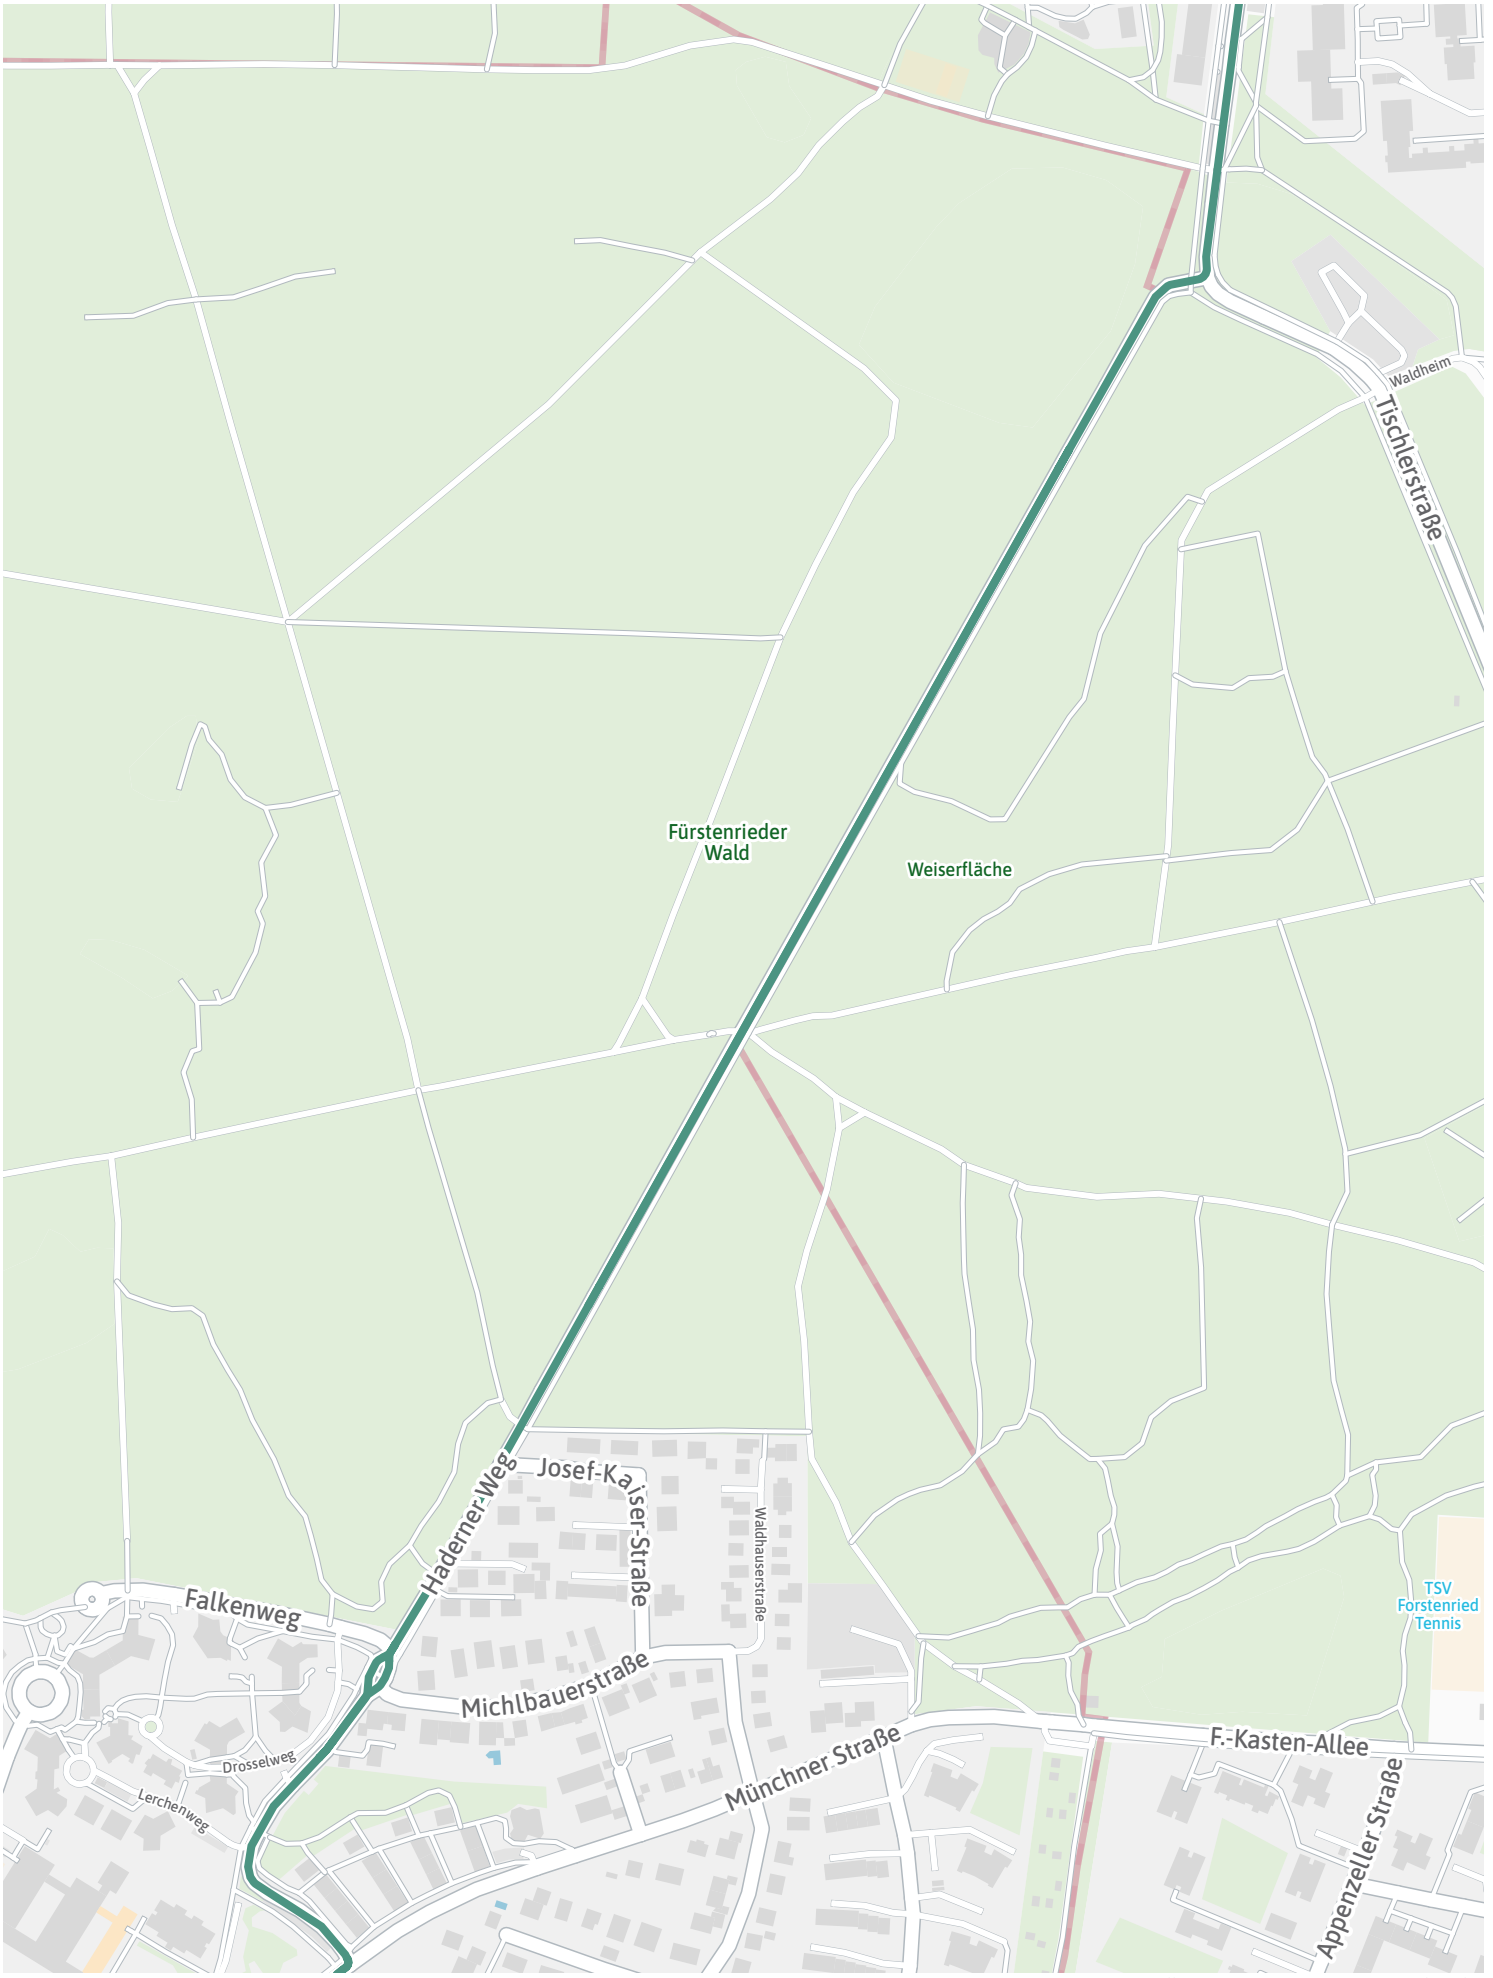 Waldheim
Tischlerstraße
Fürstenrieder
Wald
Weiserfläche
Haderner Weg
Josef-Kaiser-Straße
Waldhauserstraße
Falkenweg
TSV
Forstenried
Tennis
Michlbauerstraße
Münchner Straße
F.-Kasten-Allee
Drosselweg
Lerchenweg
Appenzeller Straße